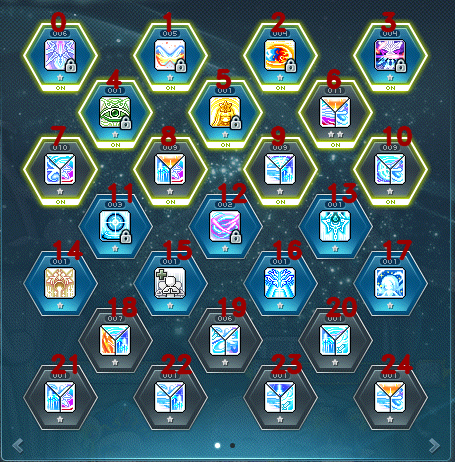 0 1 2 3
006 005 004 004
ON ON ON ON
4 5 6
001 001 011
ON ON ON
7 8 9 10
010 009 009 009
ON ON ON ON
11 12 13
003 002 001
14 15 16 17
001 001 001 001
18 19 20
007 006
21 22 23 24
001 001 001 001